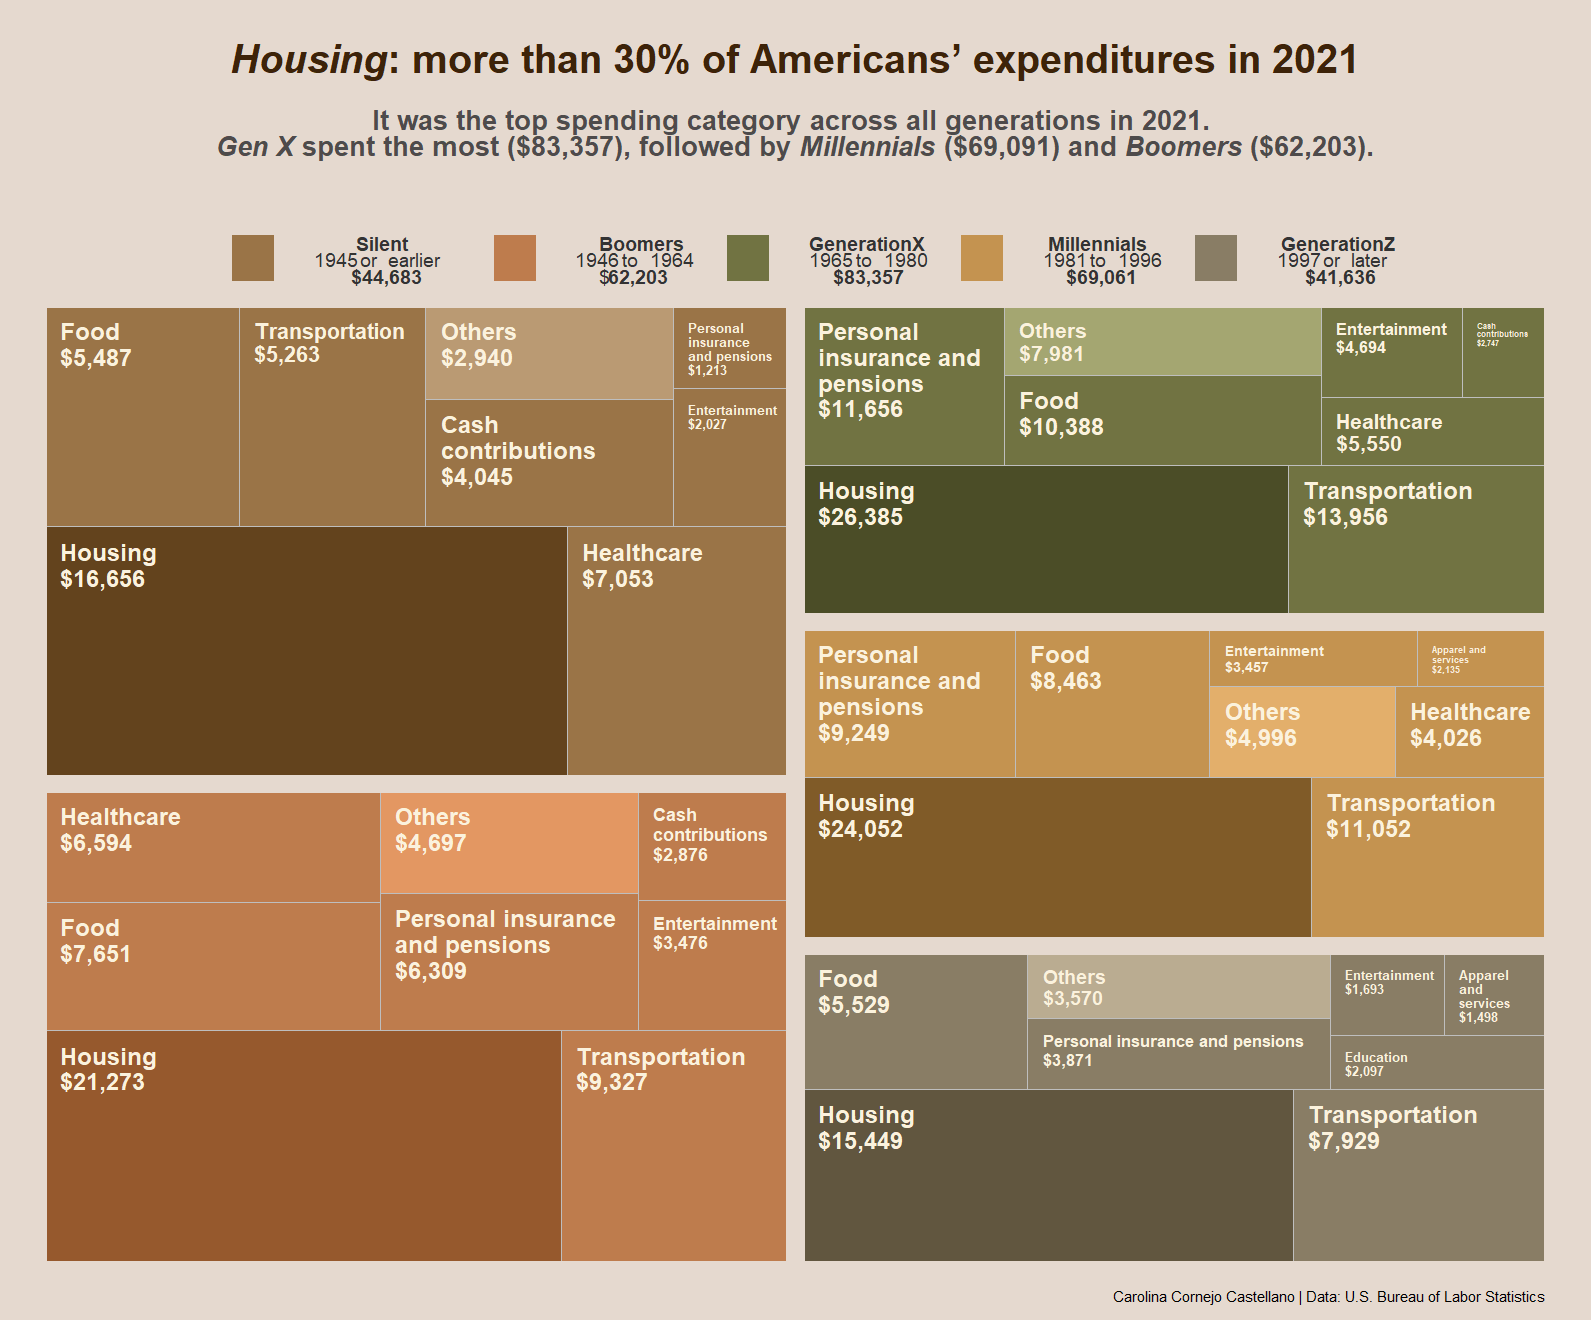 Housing: more than 30% of Americans’ expenditures in 2021
It was the top spending category across all generations in 2021.
Gen X spent the most ($83,357), followed by Millennials ($69,091) and Boomers ($62,203).
Silent
1945 or earlier
$44,683
Boomers
1946 to 1964
$62,203
GenerationX
1965 to 1980
$83,357
Millennials
1981 to 1996
$69,061
GenerationZ
1997 or later
$41,636
Food
$5,487
Transportation
$5,263
Others
$2,940
Personal
insurance
and pensions
$1,213
Cash
contributions
$4,045
Entertainment
$2,027
Housing
$16,656
Healthcare
$7,053
Healthcare
$6,594
Others
$4,697
Cash
contributions
$2,876
Food
$7,651
Personal insurance
and pensions
$6,309
Entertainment
$3,476
Housing
$21,273
Transportation
$9,327
Personal
insurance and
pensions
$11,656
Others
$7,981
Entertainment
$4,694
Cash
contributions
$2,747
Food
$10,388
Healthcare
$5,550
Housing
$26,385
Transportation
$13,956
Personal
insurance and
pensions
$9,249
Food
$8,463
Entertainment
$3,457
Apparel and
services
$2,135
Others
$4,996
Healthcare
$4,026
Housing
$24,052
Transportation
$11,052
Food
$5,529
Others
$3,570
Entertainment
$1,693
Apparel
and
services
$1,498
Personal insurance and pensions
$3,871
Education
$2,097
Housing
$15,449
Transportation
$7,929
Carolina Cornejo Castellano | Data: U.S. Bureau of Labor Statistics